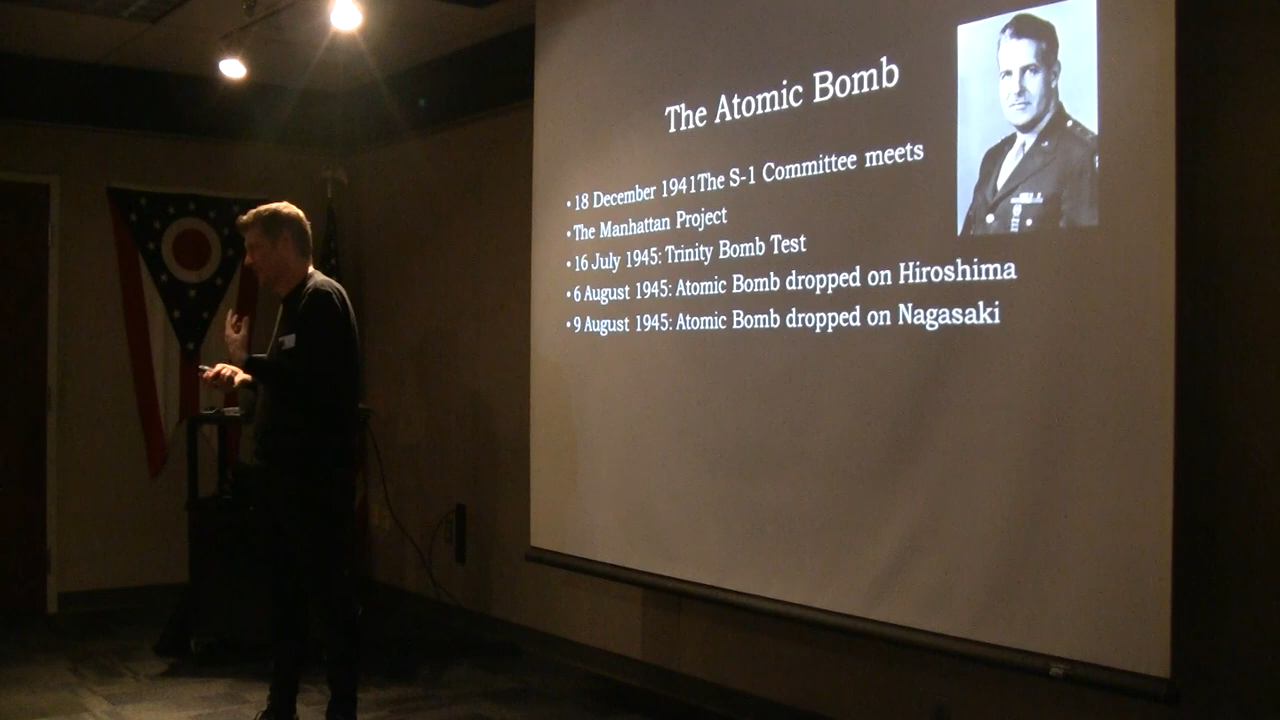 The Atomic Bomb
• 18 December 1941The S-1 Committee meets
• The Manhattan Project
• 16 July 1945: Trinity Bomb Test
• 6 August 1945: Atomic Bomb dropped on Hiroshima
• 9 August 1945: Atomic Bomb dropped on Nagasaki